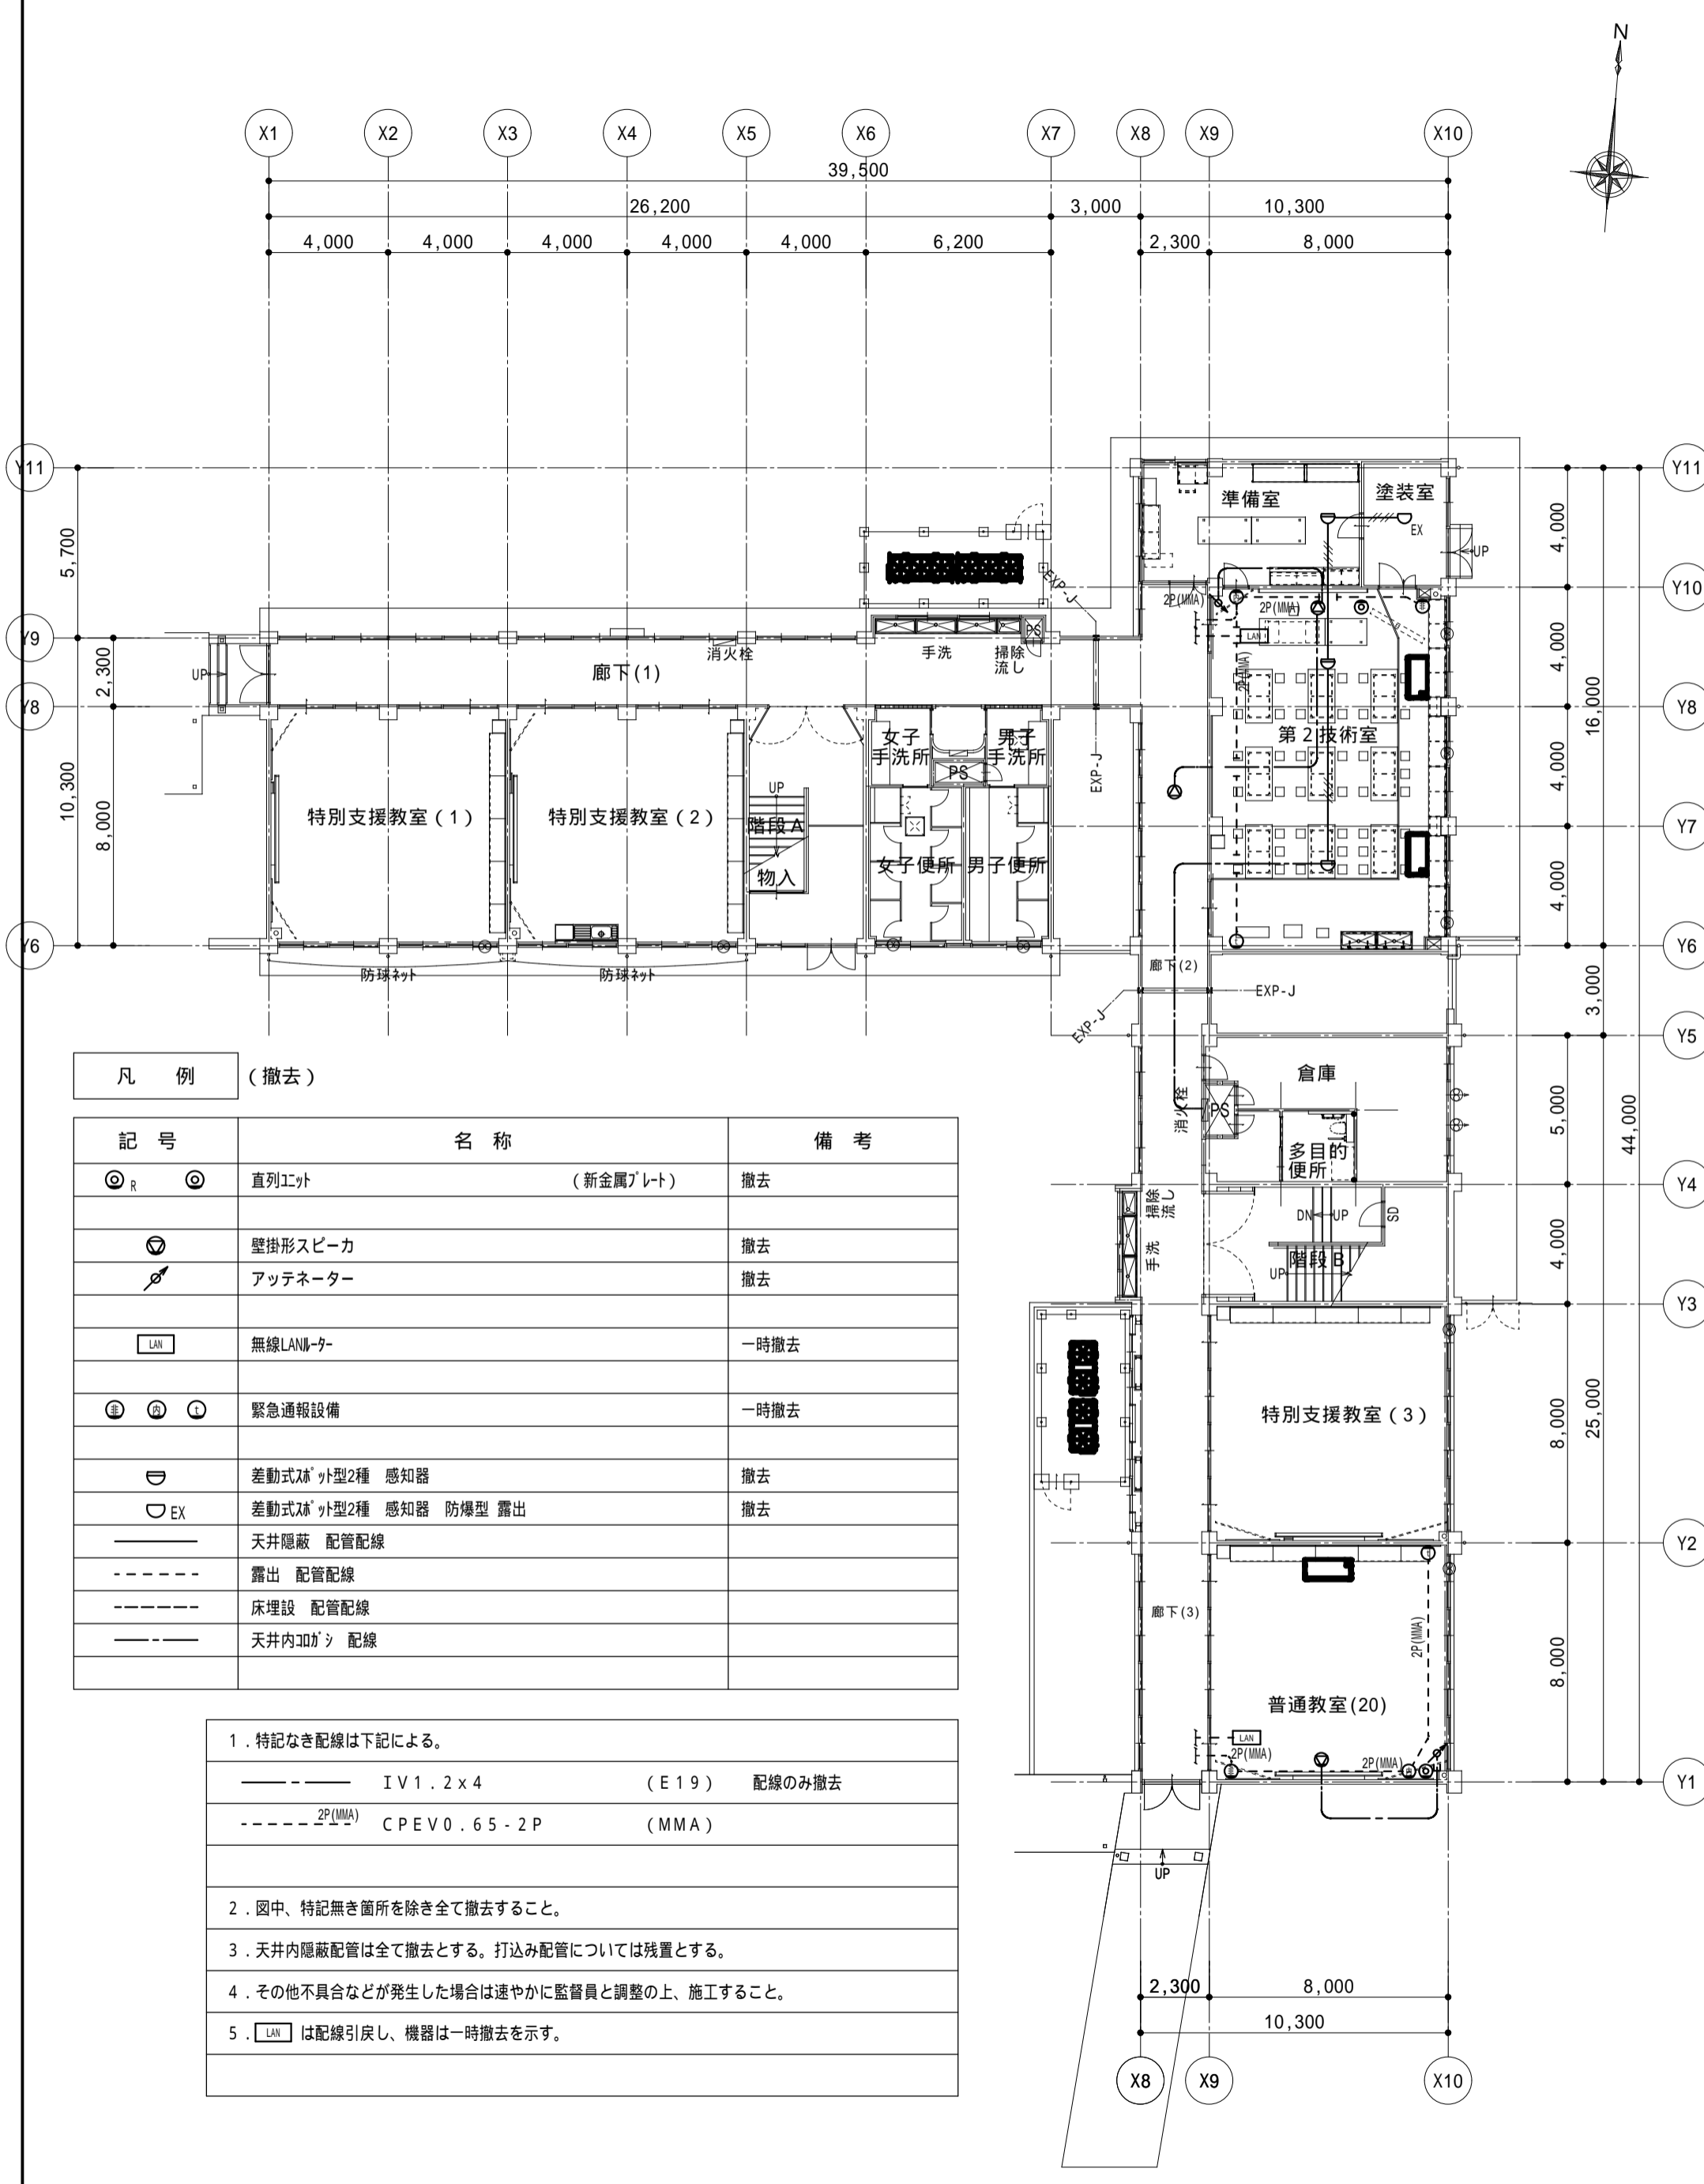 N
X1 X2 X3 X4 X5 X6 X7 X8 X9 X10
39,500
26,200 3,000 10,300
4,000 4,000 4,000 4,000 4,000 6,200 2,300 8,000
Y11 Y11
準備室 塗装室
EX
UP
5,700 4,000
Y10
EXP-J
2P(MMA) 内 2P(MMA) 非
LAN
2P(MMA)
Y9 PS
消火栓 手洗 掃除
流し
UP 廊下(1)
2,300 4,000
Y8 Y8
16,000
女子
手洗所
男子
手洗所
第2技術室
PS
EXP-J
10,300 8,000 4,000
UP
特別支援教室(1) 特別支援教室(2) 階段A
Y7
女子便所 男子便所
物入
4,000
Y6 Y6
防球ネット 防球ネット
廊下(2)
EXP-J EXP-J
3,000
Y5
倉庫
消火栓 PS
多目的
便所
5,000
44,000
Y4
掃除
流し
手洗
DN UP SD
階段B
UP
4,000
Y3
特別支援教室(3)
8,000
25,000
Y2
廊下(3)
2P(MMA)
普通教室(20)
8,000
LAN
2P(MMA) 2P(MMA)
非 内
Y1
UP
2,300 8,000
10,300
X8 X9 X10
凡 例 (撤去)
記 号 名 称 備 考
R 直列ユニット (新金属プレート) 撤去
壁掛形スピーカ 撤去
アッテネーター 撤去
LAN 無線LANルーター 一時撤去
非 内 t 緊急通報設備 一時撤去
差動式スポット型2種 感知器 撤去
EX 差動式スポット型2種 感知器 防爆型 露出 撤去
天井隠蔽 配管配線
露出 配管配線
床埋設 配管配線
天井内コロガシ 配線
1.特記なき配線は下記による。
IV1.2x4 (E19) 配線のみ撤去
2P(MMA) CPEV0.65-2P (MMA)
2.図中、特記無き箇所を除き全て撤去すること。
3.天井内隠蔽配管は全て撤去とする。打込み配管については残置とする。
4.その他不具合などが発生した場合は速やかに監督員と調整の上、施工すること。
5.LAN は配線引戻し、機器は一時撤去を示す。